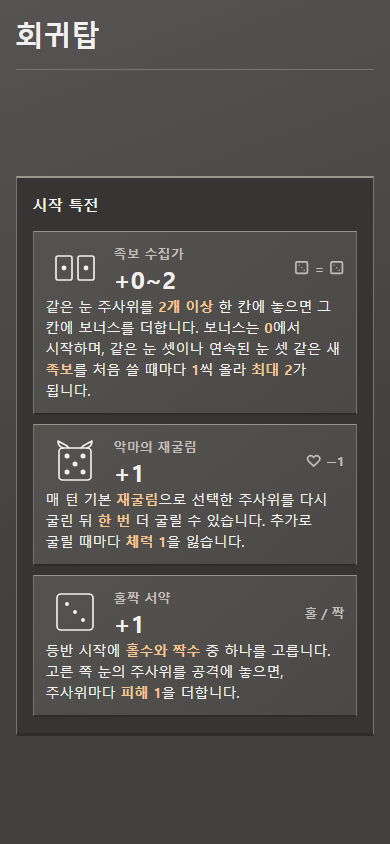 회귀탑
시작 특전
족보 수집가
+0~2
=
같은 눈 주사위를 2개 이상 한 칸에 놓으면 그
칸에 보너스를 더합니다. 보너스는 0에서
시작하며, 같은 눈 셋이나 연속된 눈 셋 같은 새
족보를 처음 쓸 때마다 1씩 올라 최대 2가
됩니다.
악마의 재굴림
+1
♡ −1
매 턴 기본 재굴림으로 선택한 주사위를 다시
굴린 뒤 한 번 더 굴릴 수 있습니다. 추가로
굴릴 때마다 체력 1을 잃습니다.
홀짝 서약
+1
홀 / 짝
등반 시작에 홀수와 짝수 중 하나를 고릅니다.
고른 쪽 눈의 주사위를 공격에 놓으면,
주사위마다 피해 1을 더합니다.